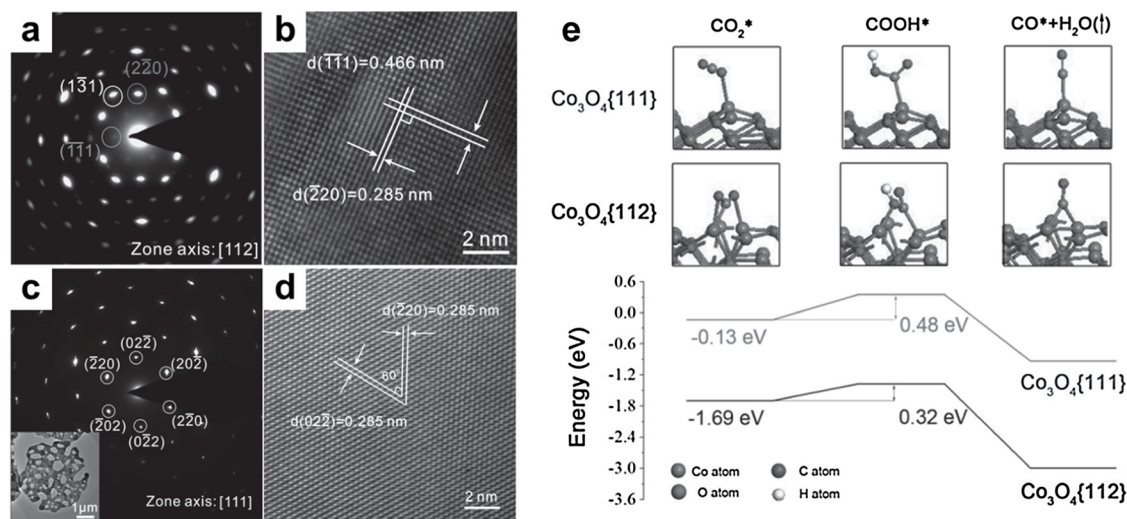 a
(22̅0)
(13̅1)
(1̅1̅1)
Zone axis: [112]
b
d(1̅1̅1)=0.466 nm
d(2̅20)=0.285 nm
2 nm
c
(022̅)
(2̅20)
(202̅)
(2̅02)
(22̅0)
(02̅2)
1μm
Zone axis: [111]
d
d(2̅20)=0.285 nm
60°
d(022̅)=0.285 nm
2 nm
e
CO₂* COOH* CO*+H₂O(↑)
Co₃O₄{111}
Co₃O₄{112}
Energy (eV)
0.6
0.0
-0.6
-1.2
-1.8
-2.4
-3.0
-3.6
-0.13 eV
0.48 eV
Co₃O₄{111}
-1.69 eV
0.32 eV
Co₃O₄{112}
Co atom
C atom
O atom
H atom